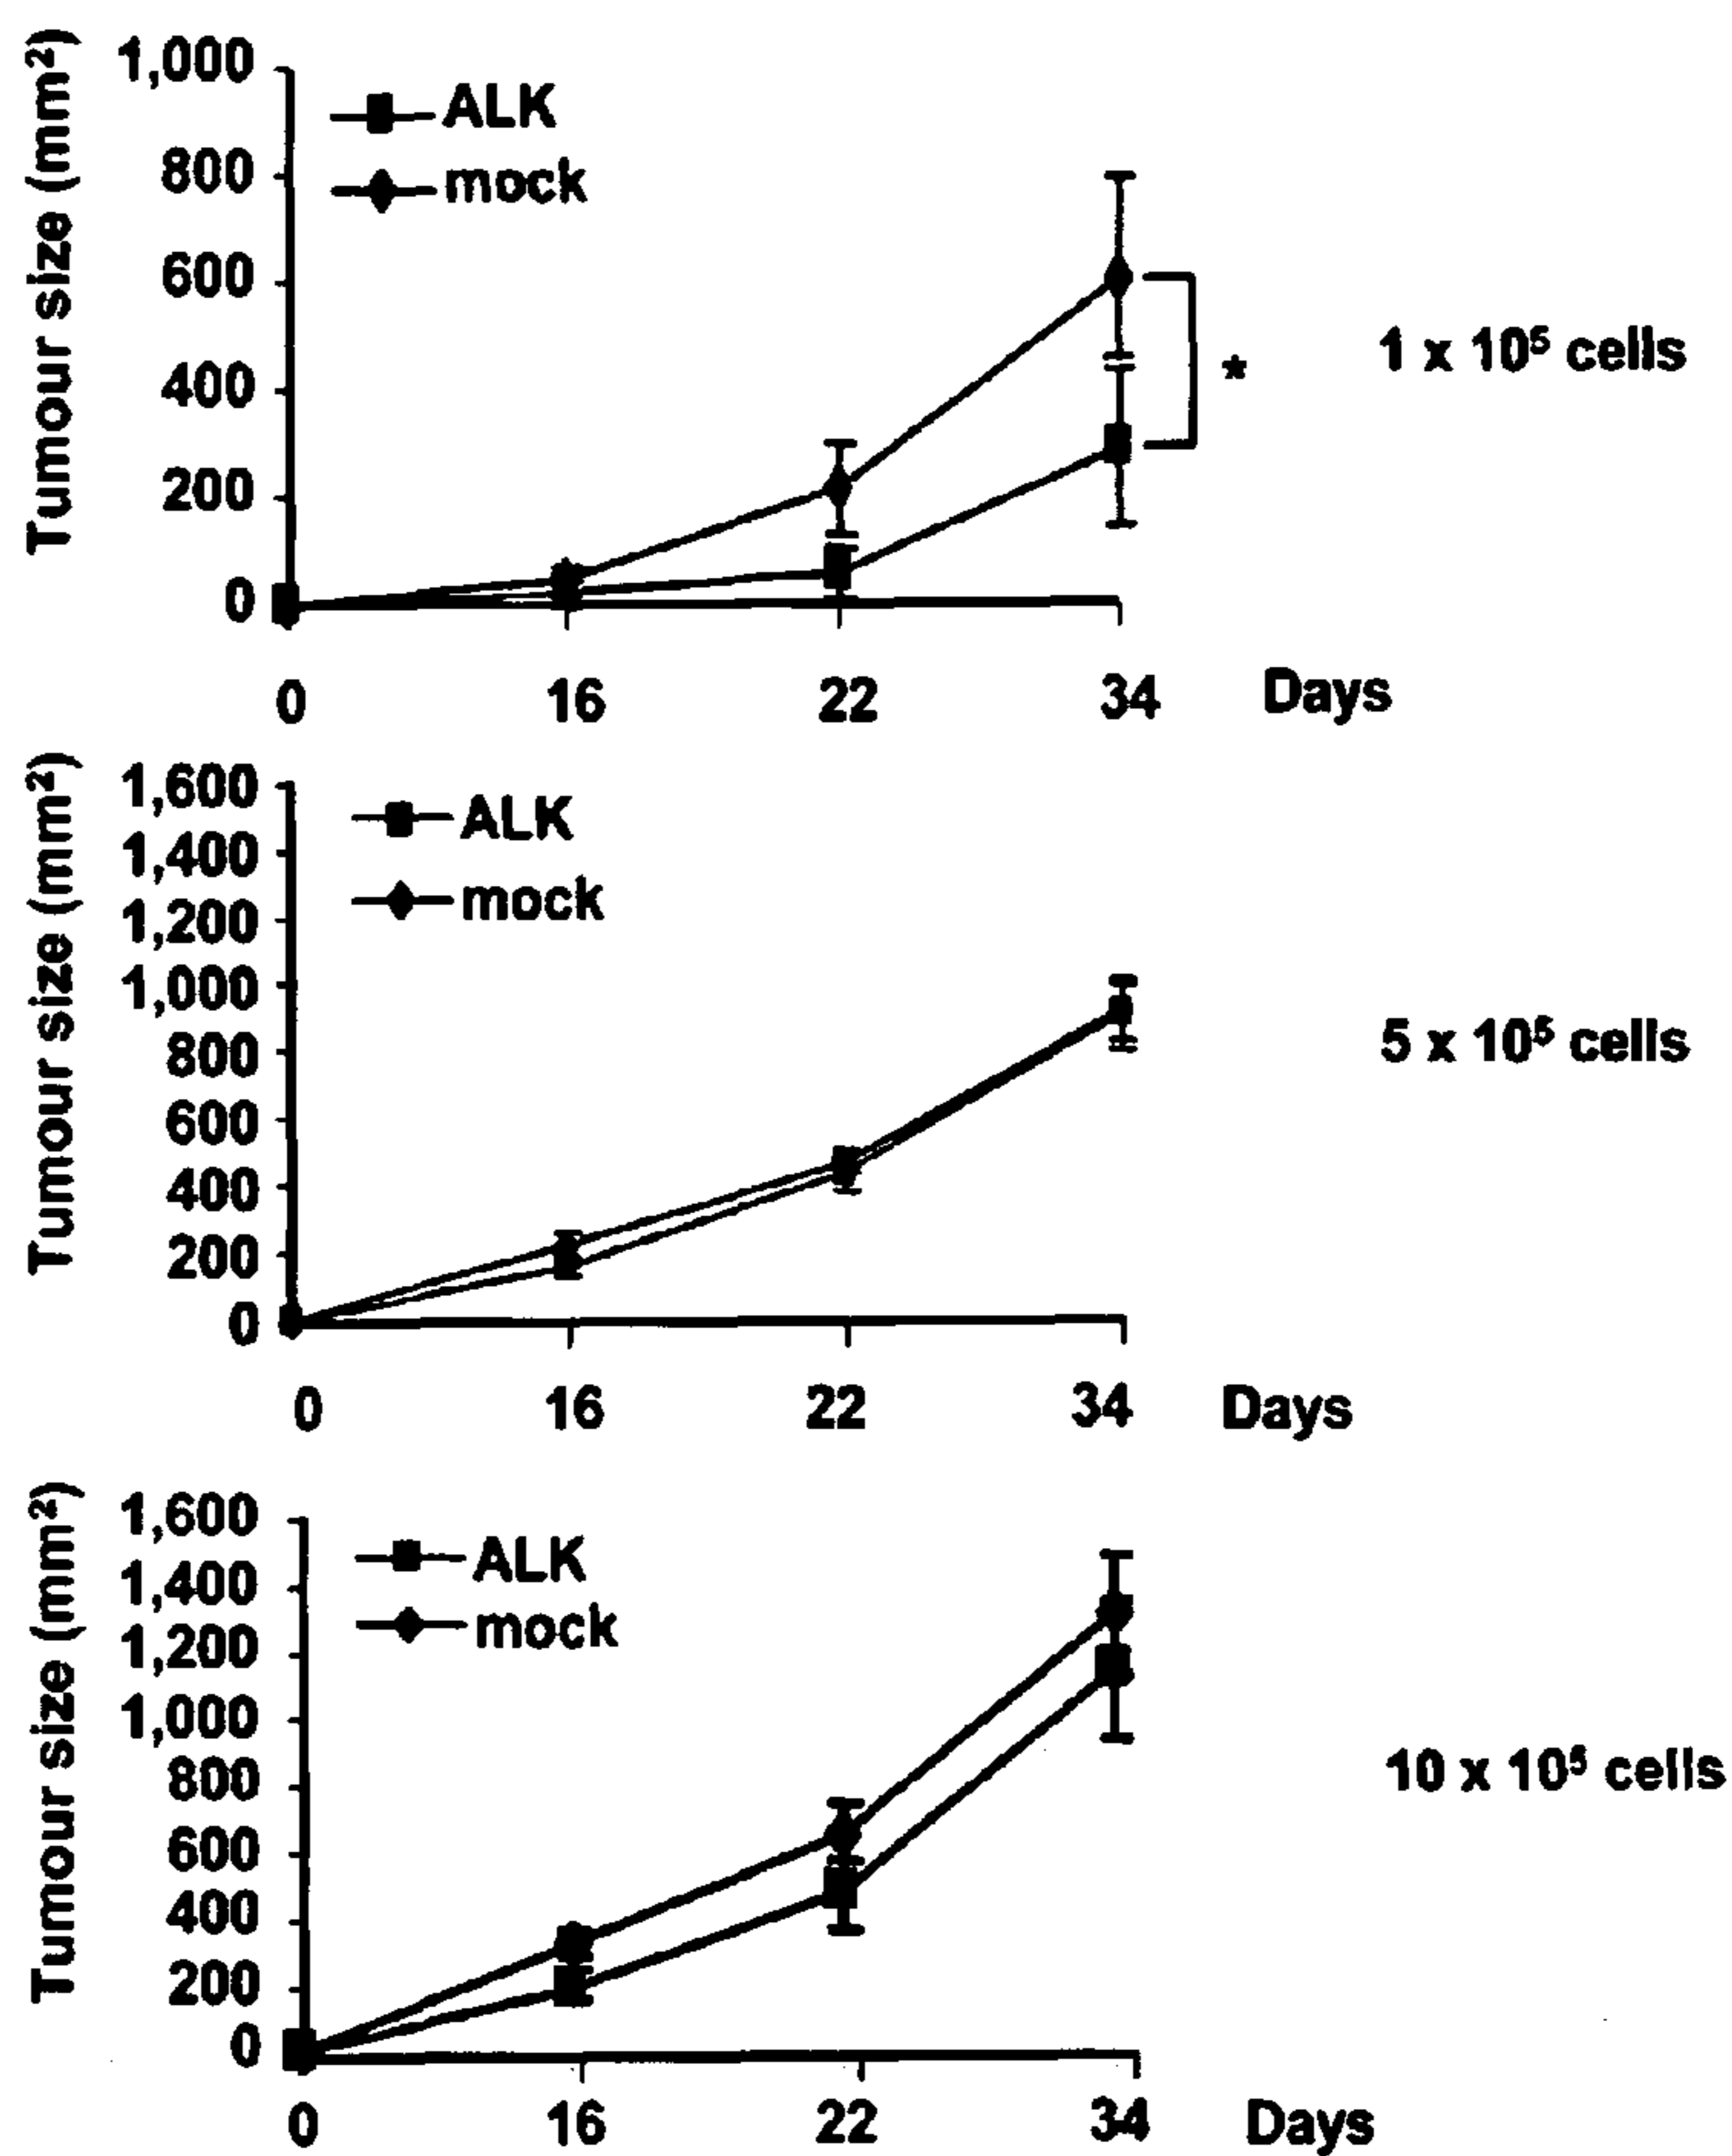 Tumour size (mm²)
1,000
800
600
400
200
0
ALK
mock
*
1 x 10⁵ cells
0 16 22 34 Days
Tumour size (mm²)
1,600
1,400
1,200
1,000
800
600
400
200
0
ALK
mock
5 x 10⁵ cells
0 16 22 34 Days
Tumour size (mm²)
1,600
1,400
1,200
1,000
800
600
400
200
0
ALK
mock
10 x 10⁵ cells
0 16 22 34 Days